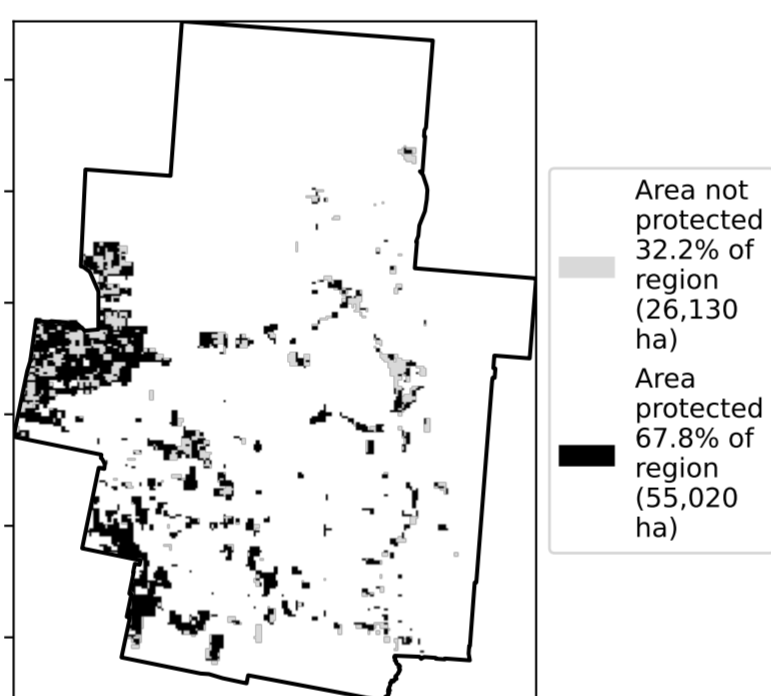 Area not
protected
32.2% of
region
(26,130
ha)
Area
protected
67.8% of
region
(55,020
ha)